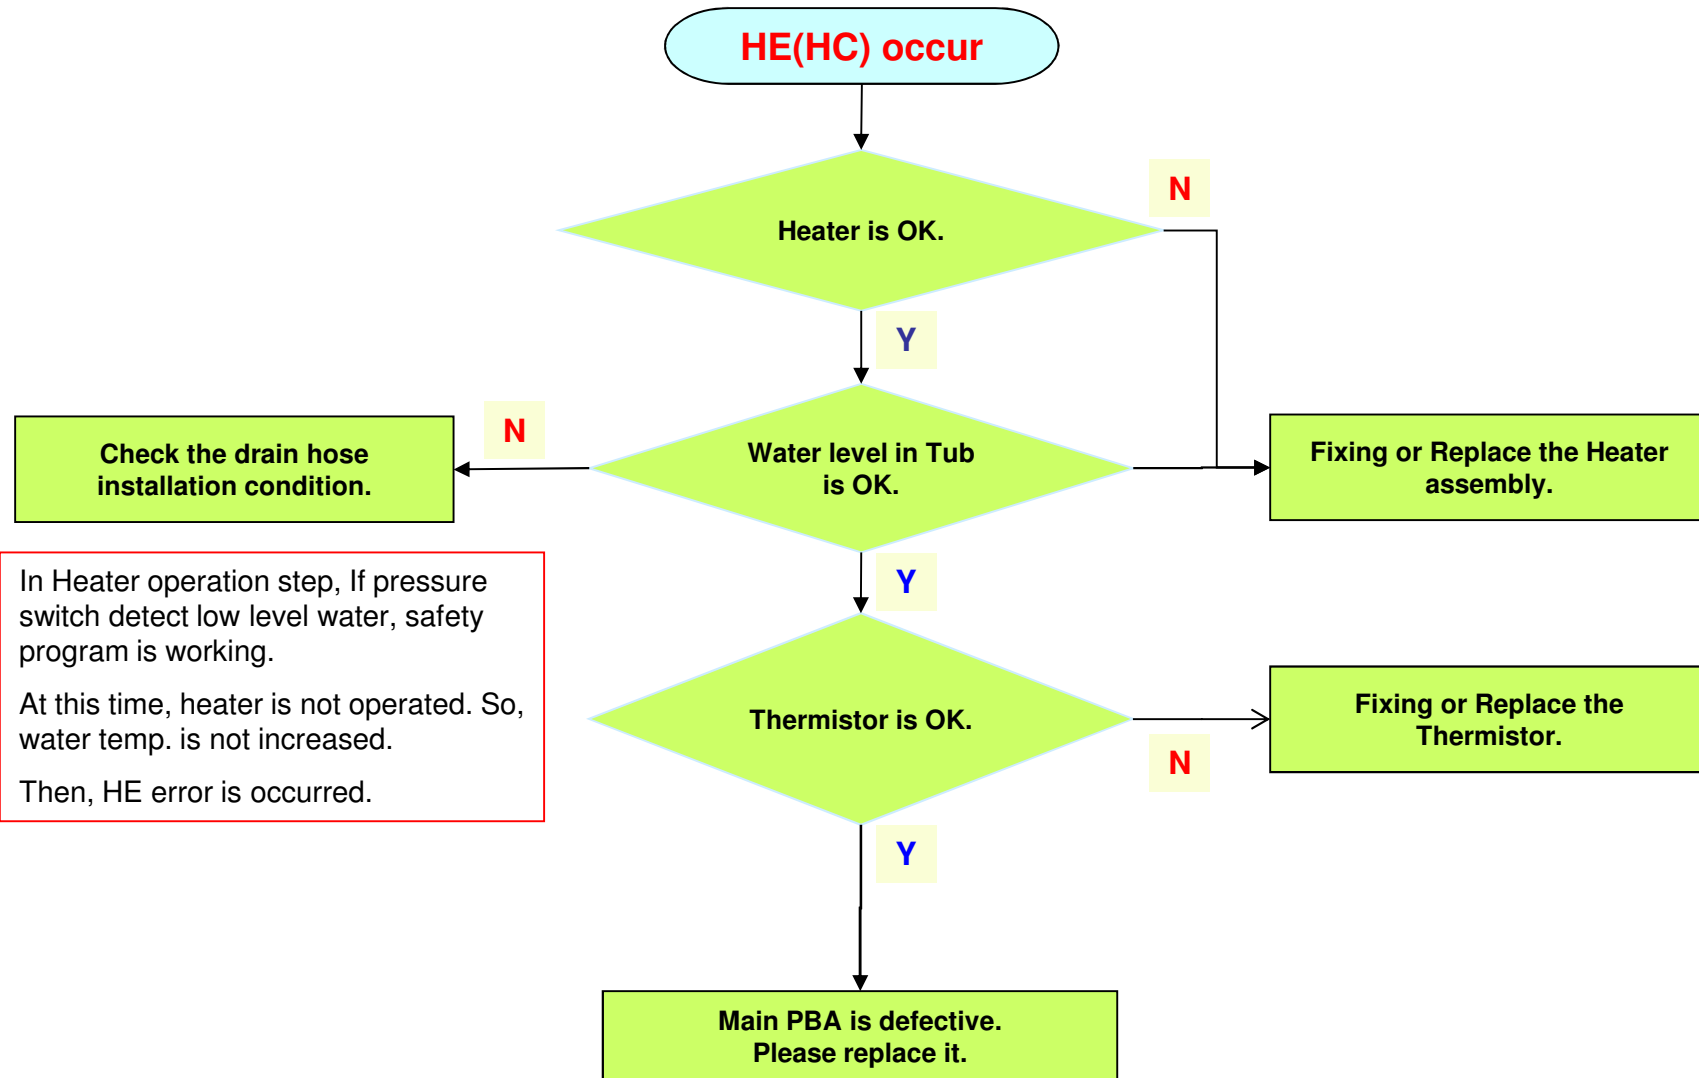 HE(HC) occur
N
Heater is OK.
Y
N
Check the drain hose
installation condition.
Water level in Tub
is OK.
Fixing or Replace the Heater
assembly.
In Heater operation step, If pressure
switch detect low level water, safety
program is working.
At this time, heater is not operated. So,
water temp. is not increased.
Then, HE error is occurred.
Y
Thermistor is OK.
Fixing or Replace the
Thermistor.
N
Y
Main PBA is defective.
Please replace it.